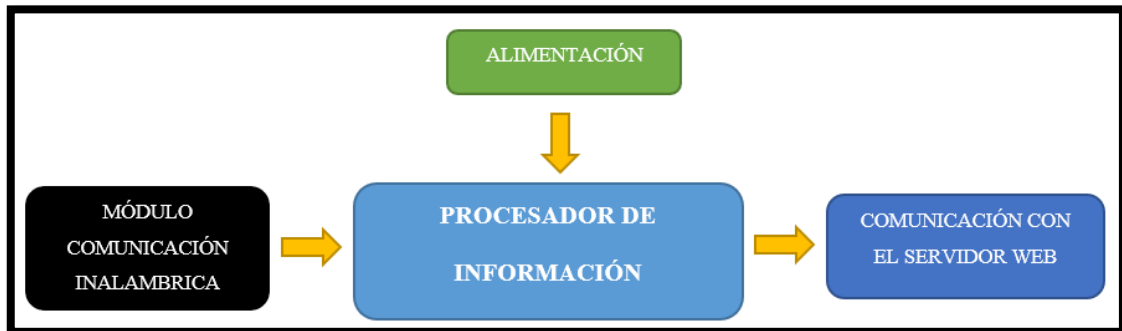 ALIMENTACIÓN
MÓDULO
COMUNICACIÓN
INALAMBRICA
PROCESADOR DE
INFORMACIÓN
COMUNICACIÓN CON
EL SERVIDOR WEB